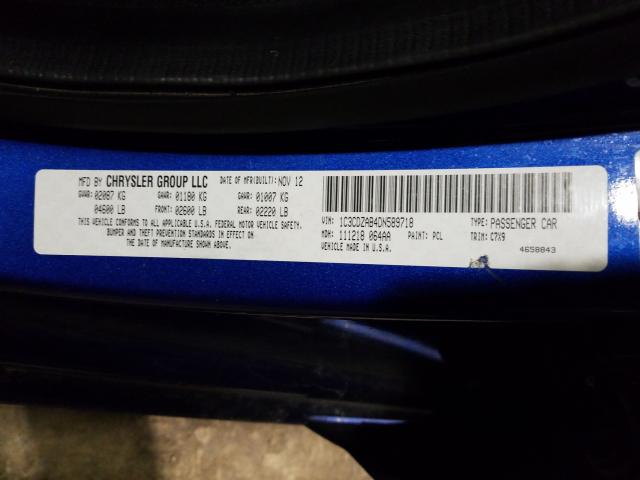 MFD BY CHRYSLER GROUP LLC DATE OF MFR(BUILT): NOV 12
GVWR: 02087 KG GAWR: 01180 KG GAWR: 01007 KG
04600 LB FRONT: 02600 LB REAR: 02220 LB
THIS VEHICLE CONFORMS TO ALL APPLICABLE U.S.A. FEDERAL MOTOR VEHICLE SAFETY,
BUMPER AND THEFT PREVENTION STANDARDS IN EFFECT ON
THE DATE OF MANUFACTURE SHOWN ABOVE.
VIN: 1C3CDZAB4DN589718 TYPE: PASSENGER CAR
MDH: 111218 064AA PAINT: PCL TRIM: C7X9
VEHICLE MADE IN U.S.A. 4658843